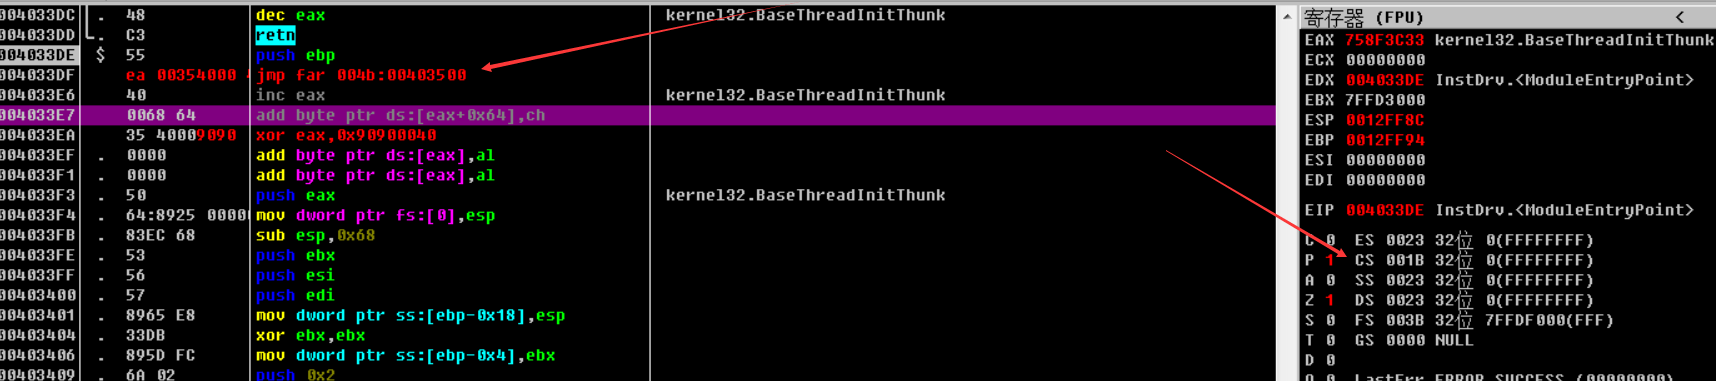 004033DC . 48 dec eax kernel32.BaseThreadInitThunk
004033DD . C3 retn
004033DE $ 55 push ebp
004033DF ea 00354000 jmp far 004b:00403500
004033E6 40 inc eax kernel32.BaseThreadInitThunk
004033E7 0068 64 add byte ptr ds:[eax+0x64],ch
004033EA 35 40009090 xor eax,0x90900040
004033EF . 0000 add byte ptr ds:[eax],al
004033F1 . 0000 add byte ptr ds:[eax],al
004033F3 . 50 push eax kernel32.BaseThreadInitThunk
004033F4 . 64:8925 0000 mov dword ptr fs:[0],esp
004033FB . 83EC 68 sub esp,0x68
004033FE . 53 push ebx
004033FF . 56 push esi
00403400 . 57 push edi
00403401 . 8965 E8 mov dword ptr ss:[ebp-0x18],esp
00403404 . 33DB xor ebx,ebx
00403406 . 895D FC mov dword ptr ss:[ebp-0x4],ebx
00403409 . 6A 02 push 0x2
寄存器 (FPU) <
EAX 758F3C33 kernel32.BaseThreadInitThunk
ECX 00000000
EDX 004033DE InstDrv.<ModuleEntryPoint>
EBX 7FFD3000
ESP 0012FF8C
EBP 0012FF94
ESI 00000000
EDI 00000000
EIP 004033DE InstDrv.<ModuleEntryPoint>
C 0 ES 0023 32位 0(FFFFFFFF)
P 1 CS 001B 32位 0(FFFFFFFF)
A 0 SS 0023 32位 0(FFFFFFFF)
Z 1 DS 0023 32位 0(FFFFFFFF)
S 0 FS 003B 32位 7FFDF000(FFF)
T 0 GS 0000 NULL
D 0
O 0 LastErr ERROR_SUCCESS (00000000)